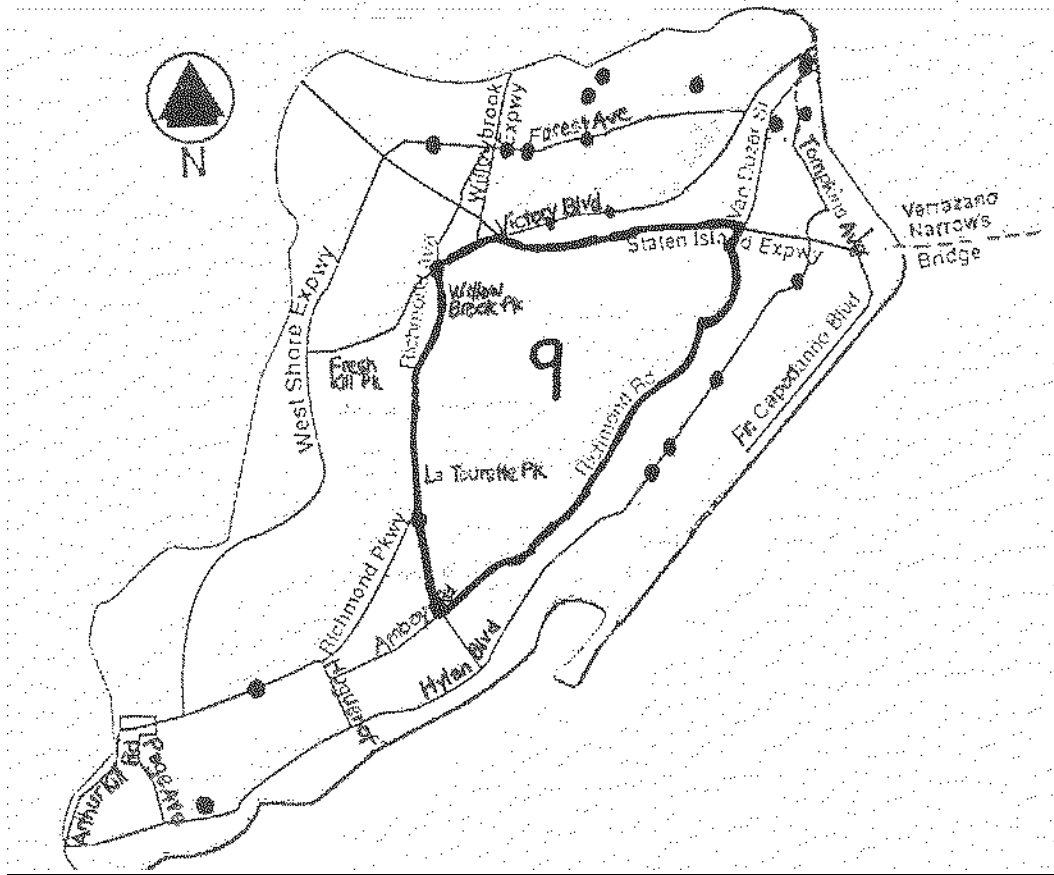 N
Willowbrook
Expwy
Forest Ave
Van Duzer St
Tompkins Ave
Victory Blvd
Verrazano
Narrows
Bridge
Staten Island Expwy
Richmond Ave
Willow
Brook Pk
West Shore Expwy
Fresh
Kill Pk
9
Fr. Capodanno Blvd
Richmond Rd
La Tourette Pk
Richmond Pkwy
Amboy Rd
Hylan Blvd
Huguenot
Page Ave
Arthur Kill Rd